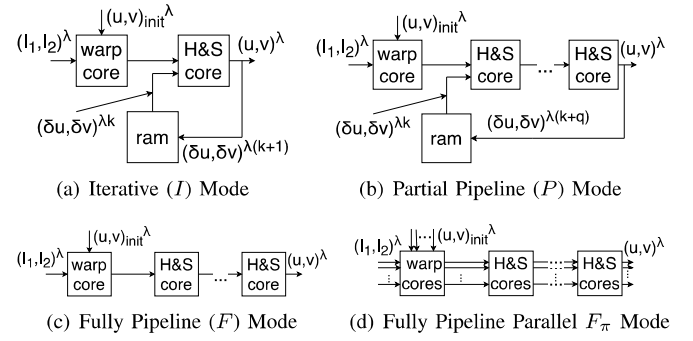 (u,v)init^λ
(I1,I2)^λ
warp core
H&S core
(u,v)^λ
(δu,δv)^λk
ram
(δu,δv)^λ(k+1)
(a) Iterative (I) Mode
(u,v)init^λ
(I1,I2)^λ
warp core
H&S core
...
H&S core
(u,v)^λ
(δu,δv)^λk
ram
(δu,δv)^λ(k+q)
(b) Partial Pipeline (P) Mode
(u,v)init^λ
(I1,I2)^λ
warp core
H&S core
...
H&S core
(u,v)^λ
(c) Fully Pipeline (F) Mode
...
(u,v)init^λ
(I1,I2)^λ
warp cores
H&S cores
H&S cores
(u,v)^λ
(d) Fully Pipeline Parallel Fπ Mode